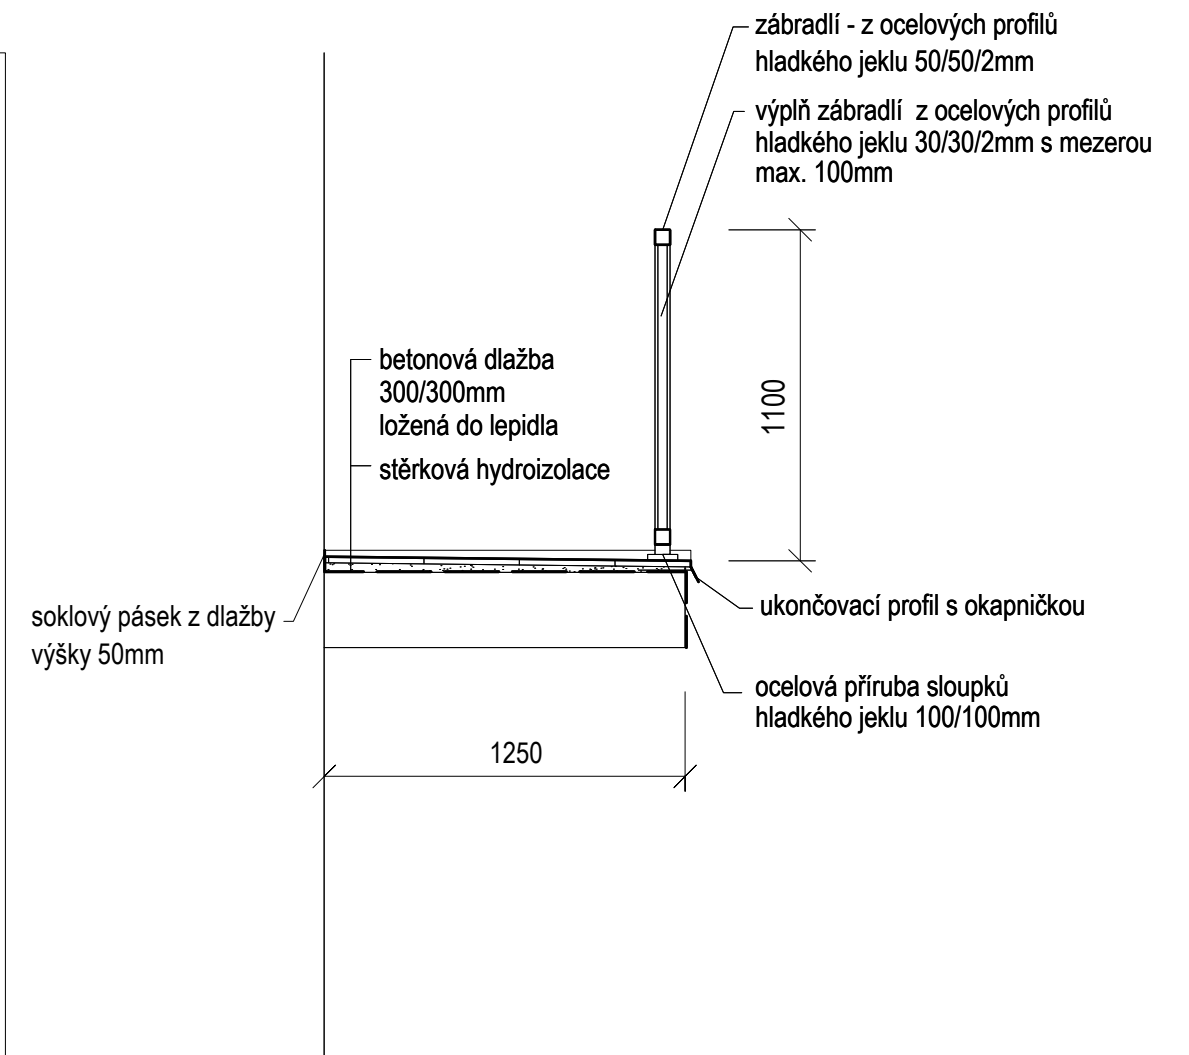 zábradlí - z ocelových profilů
hladkého jeklu 50/50/2mm
výplň zábradlí z ocelových profilů
hladkého jeklu 30/30/2mm s mezerou
max. 100mm
1100
betonová dlažba
300/300mm
ložená do lepidla
stěrková hydroizolace
soklový pásek z dlažby
výšky 50mm
ukončovací profil s okapničkou
ocelová příruba sloupků
hladkého jeklu 100/100mm
1250